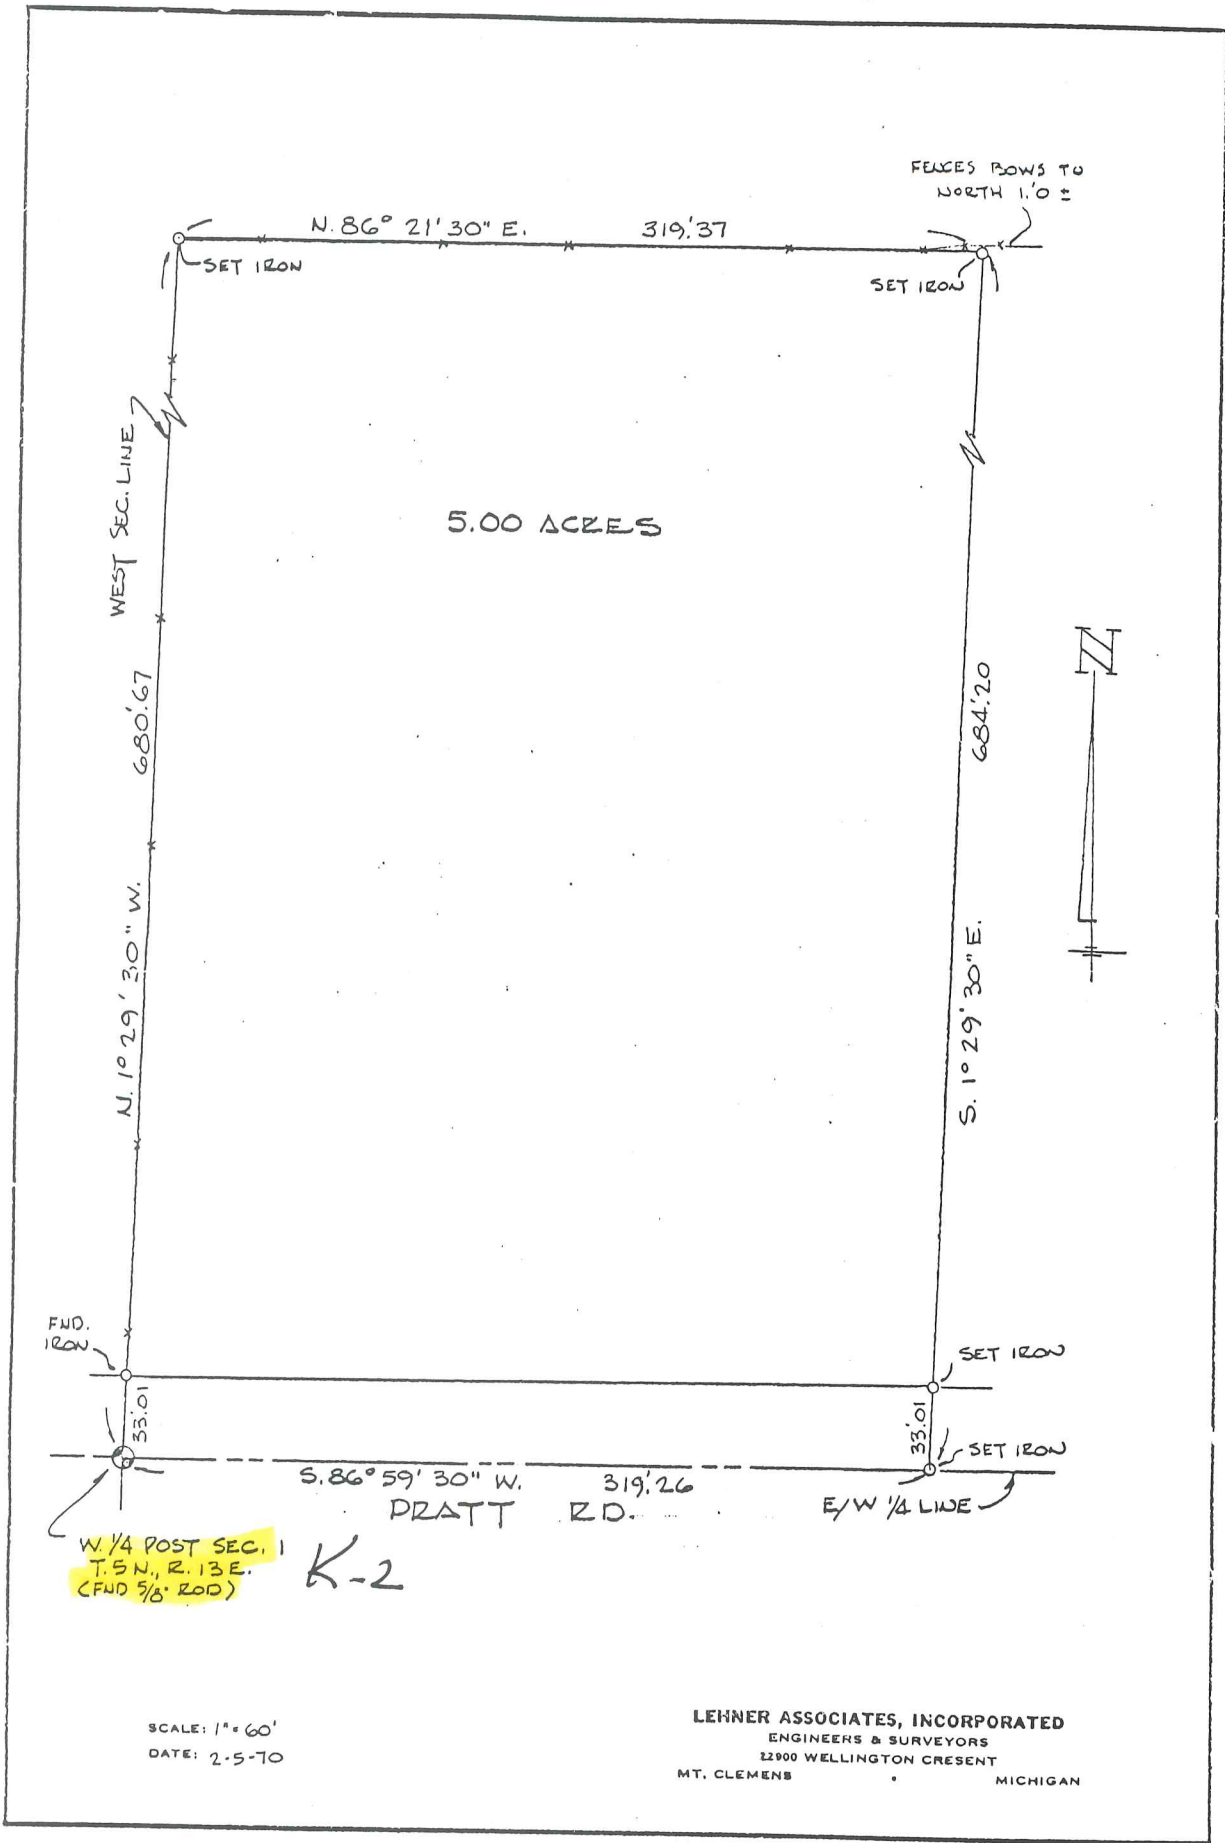 FENCES BOWS TO
NORTH 1.'0 ±
N. 86° 21' 30" E. 319.'37
SET IRON
SET IRON
WEST SEC. LINE
5.00 ACRES
680.'67
N. 1° 29' 30" W.
684.'20
S. 1° 29' 30" E.
N
FND.
IRON
SET IRON
33.'01
33.'01
SET IRON
S. 86° 59' 30" W. 319.'26
PRATT RD.
E/W 1/4 LINE
W. 1/4 POST SEC. 1
T. 5 N., R. 13 E.
(FND 5/8" ROD)
K-2
SCALE: 1" = 60'
DATE: 2-5-70
LEHNER ASSOCIATES, INCORPORATED
ENGINEERS & SURVEYORS
22900 WELLINGTON CRESENT
MT. CLEMENS • MICHIGAN